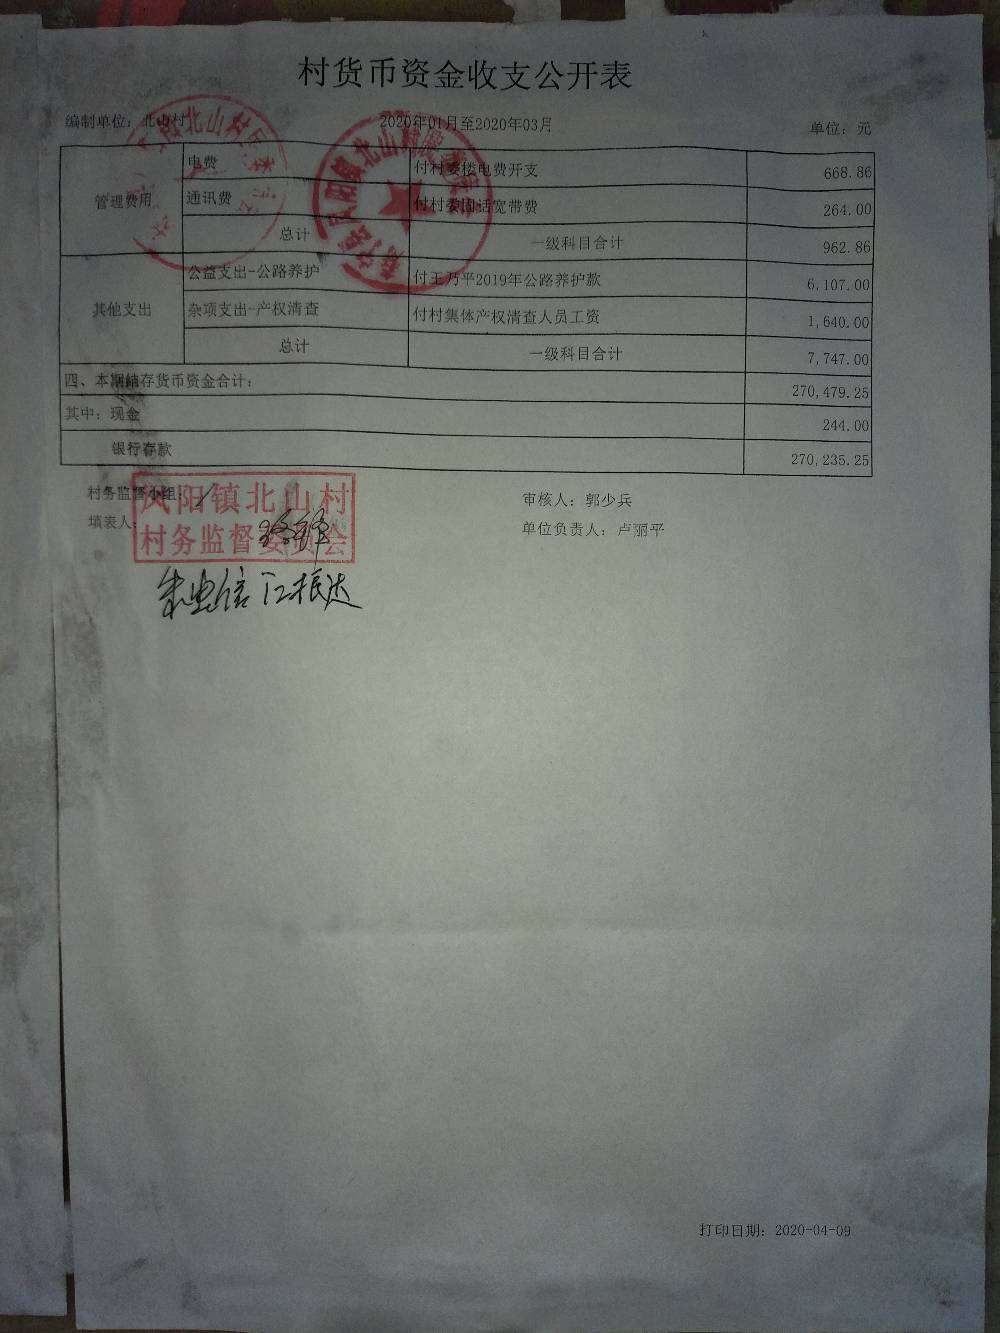 村货币资金收支公开表
编制单位：北山村 2020年01月至2020年03月 单位：元
电费 付村委楼电费开支 668.86
管理费用 通讯费 付村委固话宽带费 264.00
总计 一级科目合计 962.86
公益支出-公路养护 付王乃平2019年公路养护款 6,107.00
其他支出 杂项支出-产权清查 付村集体产权清查人员工资 1,640.00
总计 一级科目合计 7,747.00
四、本期结存货币资金合计： 270,479.25
其中：现金 244.00
银行存款 270,235.25
村务监督小组： 审核人：郭少兵
填表人： 单位负责人：卢丽平
凤阳镇北山村
村务监督委员会
打印日期：2020-04-09